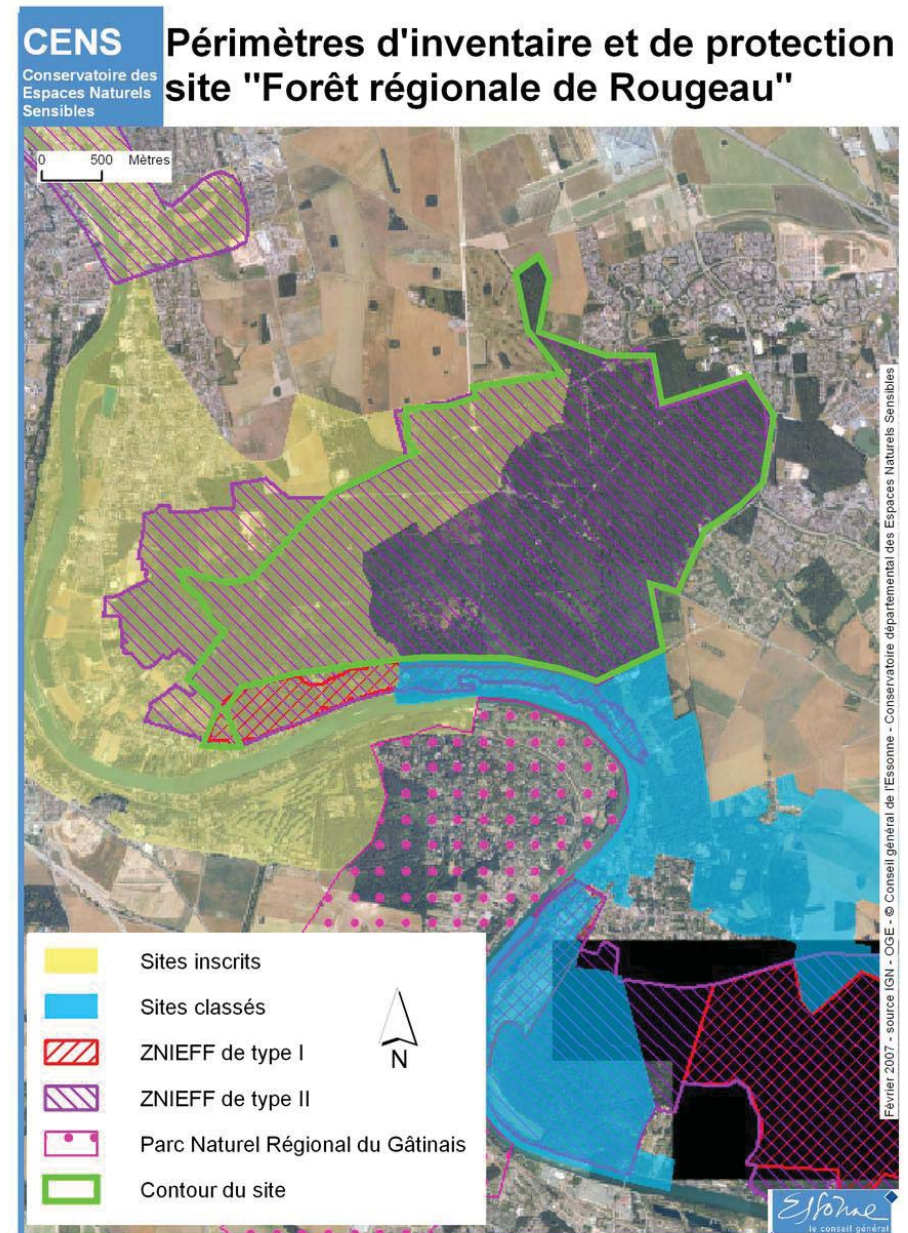 CENS
Conservatoire des
Espaces Naturels
Sensibles
Périmètres d'inventaire et de protection
site "Forêt régionale de Rougeau"
0 500 Mètres
Sites inscrits
Sites classés
ZNIEFF de type I
ZNIEFF de type II
Parc Naturel Régional du Gâtinais
Contour du site
N
Février 2007 - source IGN - OGE - © Conseil général de l'Essonne - Conservatoire départemental des Espaces Naturels Sensibles
Essonne
le conseil général